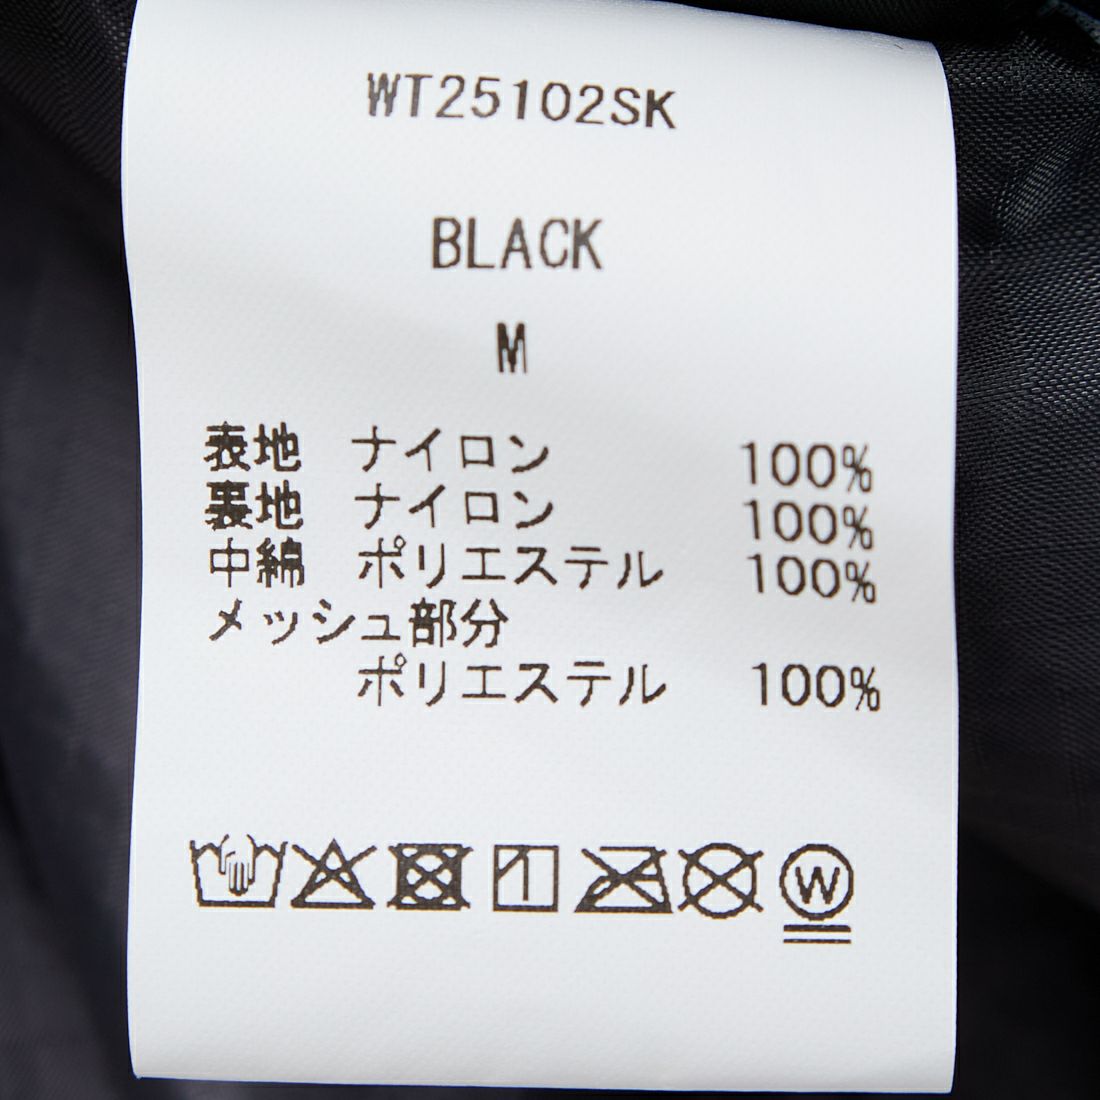 WT25102SK
BLACK
M
表地 ナイロン 100%
裏地 ナイロン 100%
中綿 ポリエステル 100%
メッシュ部分
ポリエステル 100%
W